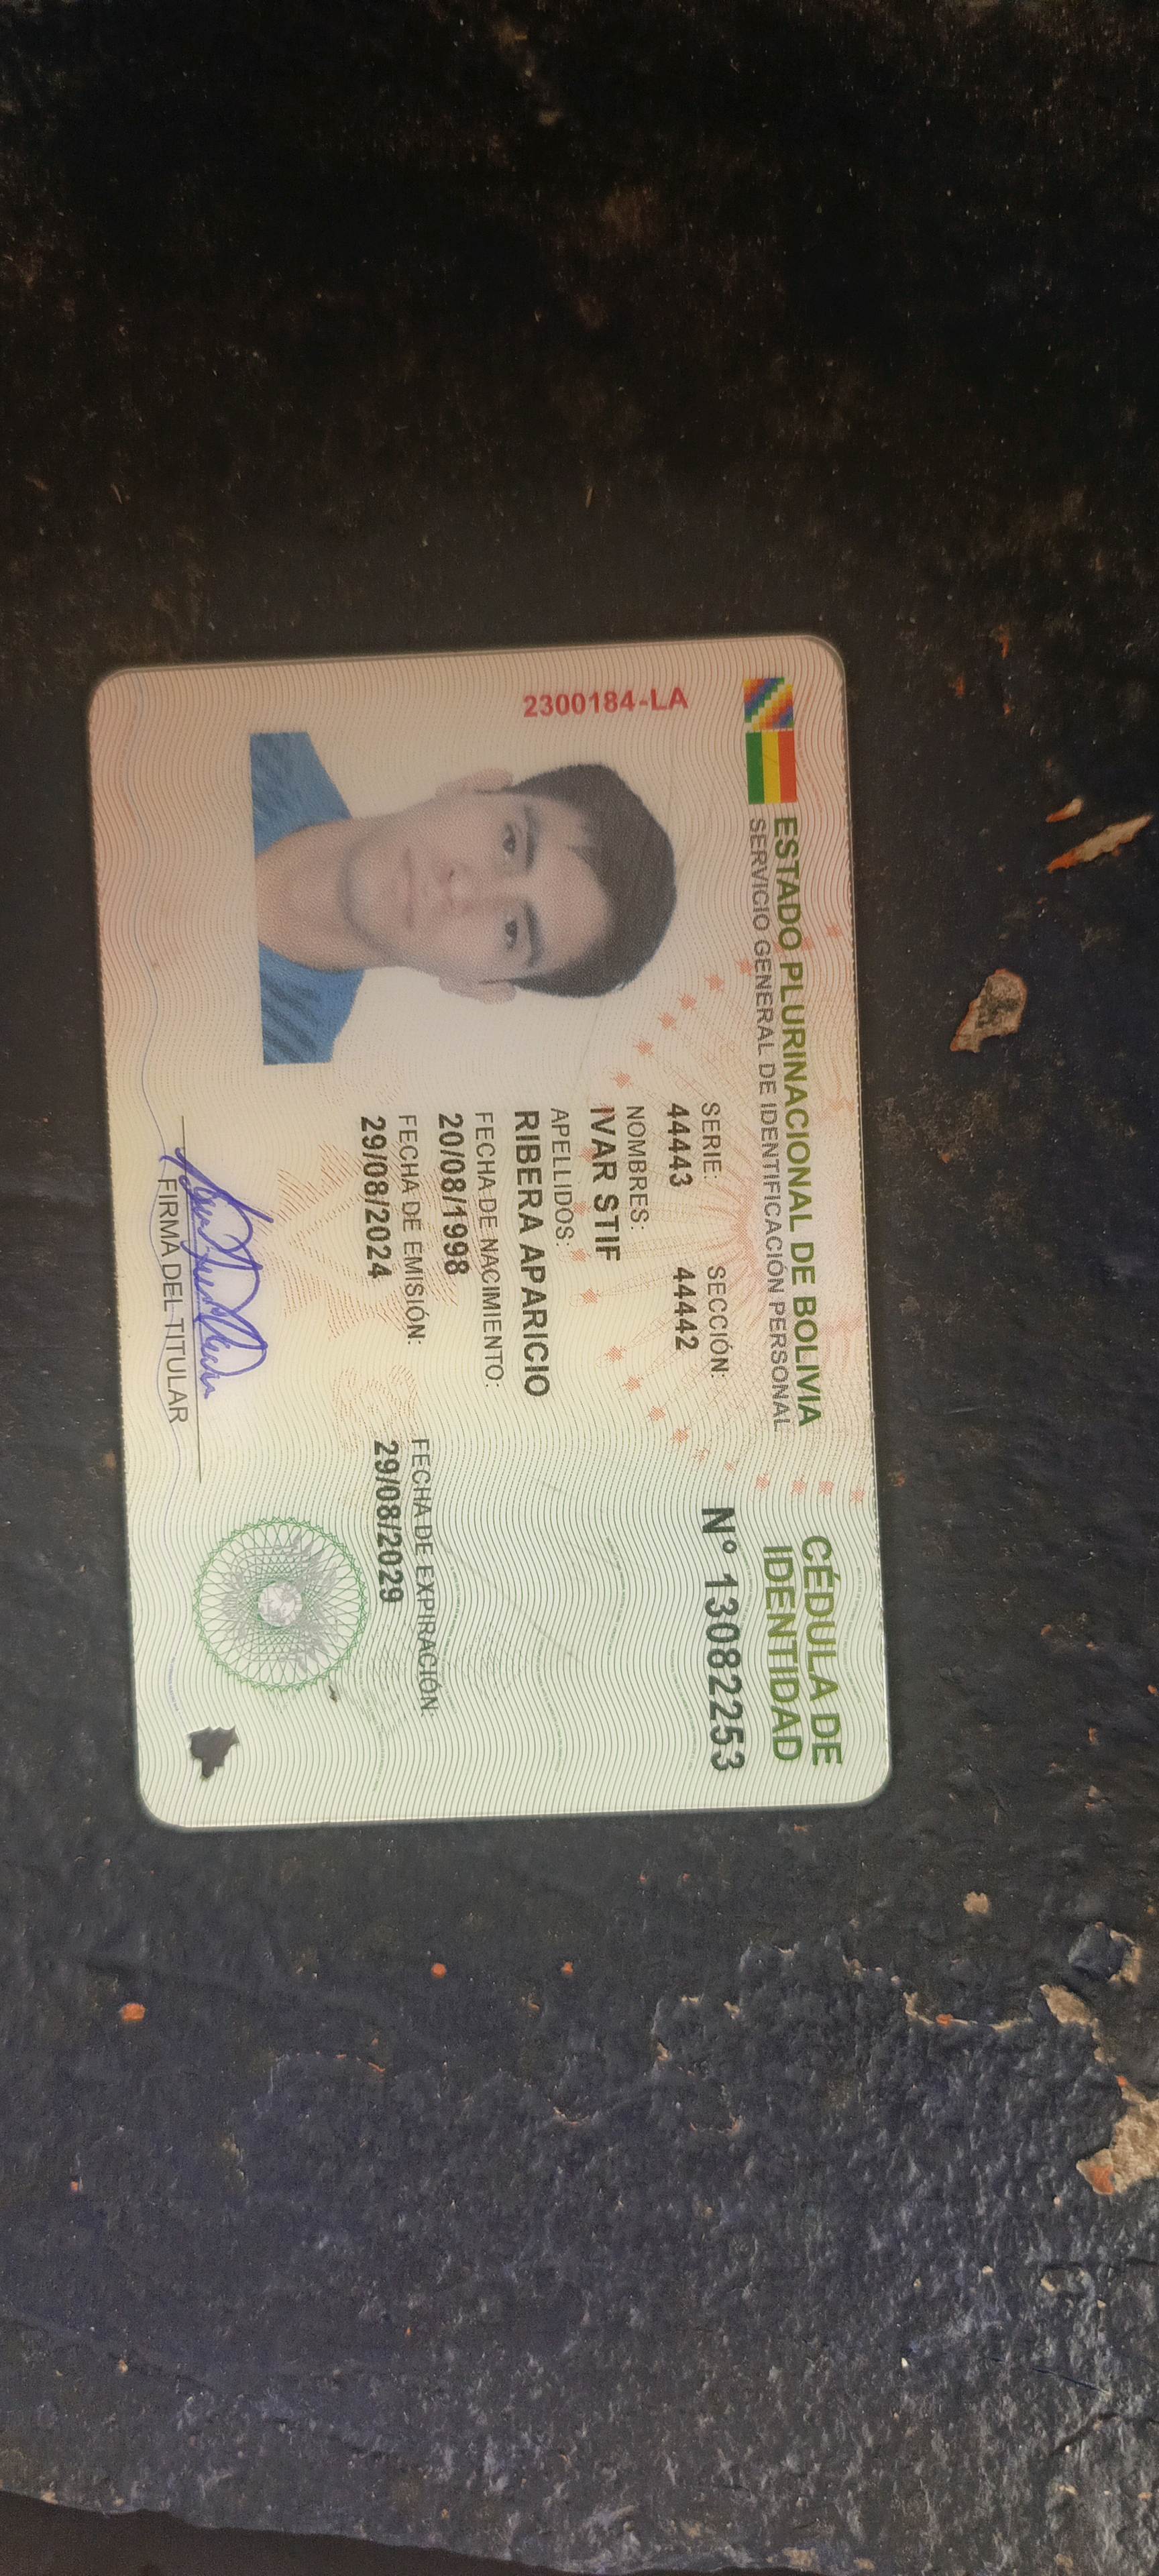 ESTADO PLURINACIONAL DE BOLIVIA
SERVICIO GENERAL DE IDENTIFICACIÓN PERSONAL
CÉDULA DE
IDENTIDAD
2300184-LA
SERIE: SECCIÓN:
44443 44442
Nº 13082253
NOMBRES:
IVAR STIF
APELLIDOS:
RIBERA APARICIO
FECHA DE NACIMIENTO:
20/08/1998
FECHA DE EMISIÓN: FECHA DE EXPIRACIÓN:
29/08/2024 29/08/2029
FIRMA DEL TITULAR